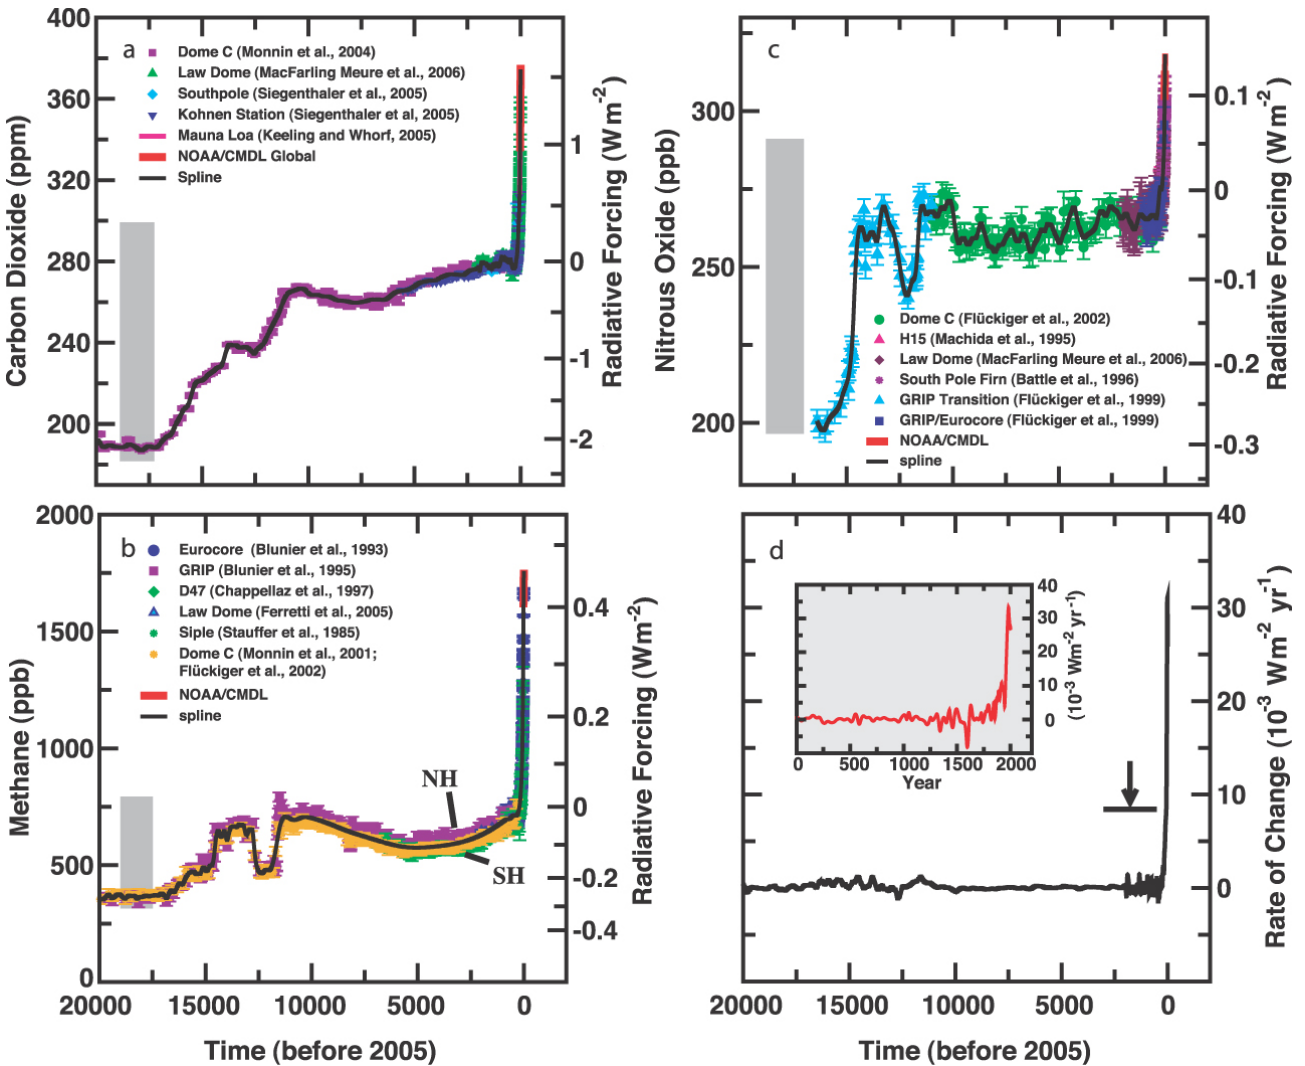 a
Dome C (Monnin et al., 2004)
Law Dome (MacFarling Meure et al., 2006)
Southpole (Siegenthaler et al., 2005)
Kohnen Station (Siegenthaler et al, 2005)
Mauna Loa (Keeling and Whorf, 2005)
NOAA/CMDL Global
Spline
400
360
320
280
240
200
Carbon Dioxide (ppm)
1
0
-1
-2
Radiative Forcing (Wm-2)
c
300
250
200
Nitrous Oxide (ppb)
Dome C (Flückiger et al., 2002)
H15 (Machida et al., 1995)
Law Dome (MacFarling Meure et al., 2006)
South Pole Firn (Battle et al., 1996)
GRIP Transition (Flückiger et al., 1999)
GRIP/Eurocore (Flückiger et al., 1999)
NOAA/CMDL
spline
0.1
0
-0.1
-0.2
-0.3
Radiative Forcing (Wm-2)
b
Eurocore (Blunier et al., 1993)
GRIP (Blunier et al., 1995)
D47 (Chappellaz et al., 1997)
Law Dome (Ferretti et al., 2005)
Siple (Stauffer et al., 1985)
Dome C (Monnin et al., 2001;
Flückiger et al., 2002)
NOAA/CMDL
spline
2000
1500
1000
500
0
Methane (ppb)
NH
SH
0.4
0.2
0
-0.2
-0.4
Radiative Forcing (Wm-2)
20000 15000 10000 5000 0
Time (before 2005)
d
40
30
20
10
0
(10-3 Wm-2 yr-1)
0 500 1000 1500 2000
Year
40
30
20
10
0
Rate of Change (10-3 Wm-2 yr-1)
20000 15000 10000 5000 0
Time (before 2005)